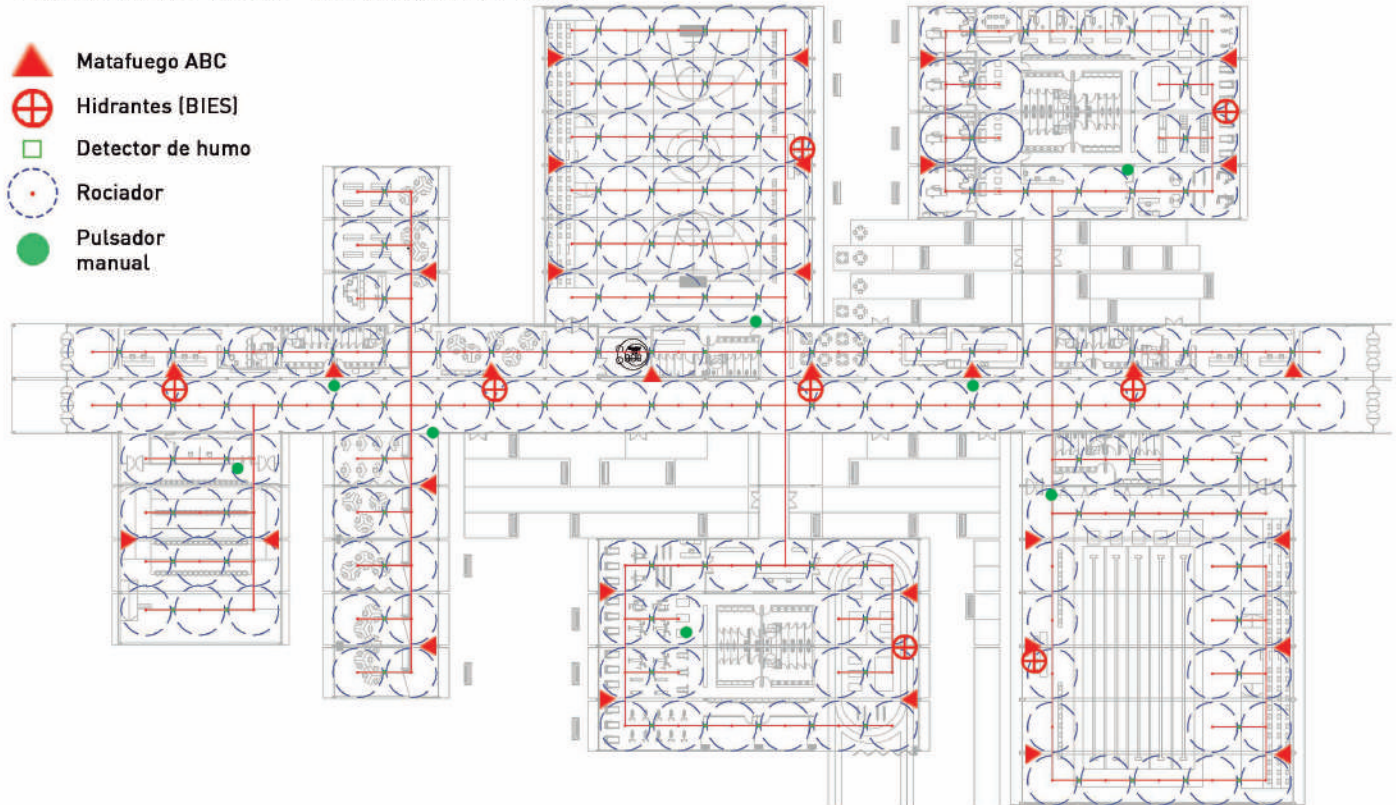 Matafuego ABC
Hidrantes (BIES)
Detector de humo
Rociador
Pulsador
manual